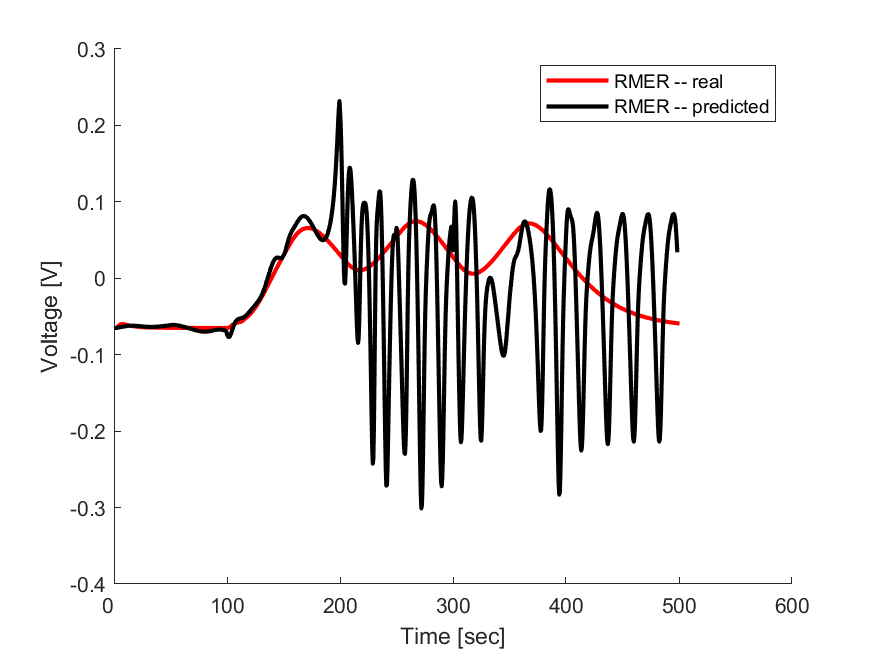 RMER -- real
RMER -- predicted
Voltage [V]
0.3
0.2
0.1
0
-0.1
-0.2
-0.3
-0.4
0 100 200 300 400 500 600
Time [sec]